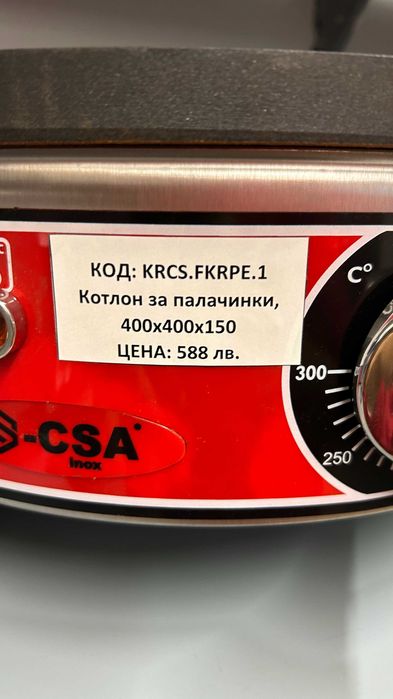 КОД: KRCS.FKRPE.1
Котлон за палачинки,
400x400x150
ЦЕНА: 588 лв.
C°
300
250
-CSA
Inox